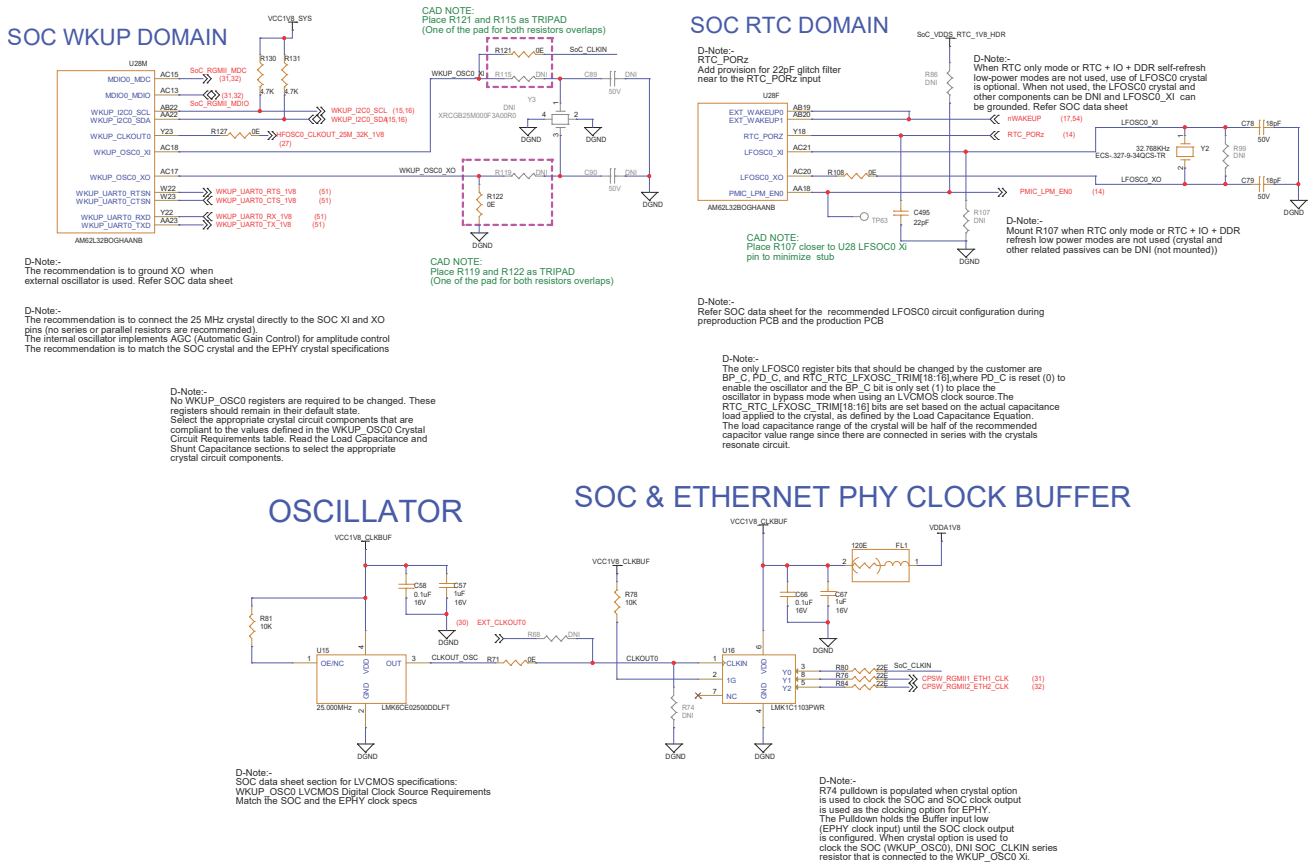 SOC WKUP DOMAIN
VCC1V8_SYS
CAD NOTE:
Place R121 and R115 as TRIPAD
(One of the pad for both resistors overlaps)
U28M
MDIO0_MDC
MDIO0_MDIO
WKUP_I2C0_SCL
WKUP_I2C0_SDA
WKUP_CLKOUT0
WKUP_OSC0_XI
WKUP_OSC0_XO
WKUP_UART0_RTSN
WKUP_UART0_CTSN
WKUP_UART0_RXD
WKUP_UART0_TXD
AM62L32BOGHAANB
AC15
AC13
AB22
AA22
Y23
AC18
AC17
W22
W23
Y22
AA23
SoC_RGMII_MDC
(31,32)
(31,32)
SoC_RGMII_MDIO
R130
4.7K
R131
4.7K
WKUP_I2C0_SCL (15,16)
WKUP_I2C0_SDA(15,16)
R127 0E
HFOSC0_CLKOUT_25M_32K_1V8
(27)
WKUP_UART0_RTS_1V8 (51)
WKUP_UART0_CTS_1V8 (51)
WKUP_UART0_RX_1V8 (51)
WKUP_UART0_TX_1V8 (51)
WKUP_OSC0_XI
R121 0E
SoC_CLKIN
R115 DNI
C89 DNI
50V
Y3
DNI
XRCGB25M000F3A00R0
1
4
2
3
DGND
DGND
WKUP_OSC0_XO
R119 DNI
C90 DNI
50V
R122
0E
DGND
DGND
CAD NOTE:
Place R119 and R122 as TRIPAD
(One of the pad for both resistors overlaps)
D-Note:-
The recommendation is to ground XO when
external oscillator is used. Refer SOC data sheet
D-Note:-
The recommendation is to connect the 25 MHz crystal directly to the SOC XI and XO
pins (no series or parallel resistors are recommended).
The internal oscillator implements AGC (Automatic Gain Control) for amplitude control
The recommendation is to match the SOC crystal and the EPHY crystal specifications
D-Note:-
No WKUP_OSC0 registers are required to be changed. These
registers should remain in their default state.
Select the appropriate crystal circuit components that are
compliant to the values defined in the WKUP_OSC0 Crystal
Circuit Requirements table. Read the Load Capacitance and
Shunt Capacitance sections to select the appropriate
crystal circuit components.
SOC RTC DOMAIN
D-Note:-
RTC_PORz
Add provision for 22pF glitch filter
near to the RTC_PORz input
SoC_VDDS_RTC_1V8_HDR
R86
DNI
D-Note:-
When RTC only mode or RTC + IO + DDR self-refresh
low-power modes are not used, use of LFOSC0 crystal
is optional. When not used, the LFOSC0 crystal and
other components can be DNI and LFOSC0_XI can
be grounded. Refer SOC data sheet
U28F
EXT_WAKEUP0
EXT_WAKEUP1
RTC_PORZ
LFOSC0_XI
LFOSC0_XO
PMIC_LPM_EN0
AM62L32BOGHAANB
AB19
AB20
Y18
AC21
AC20
AA18
nWAKEUP (17,54)
RTC_PORz (14)
R108 0E
PMIC_LPM_EN0 (14)
TP63
C495
22pF
R107
DNI
DGND
LFOSC0_XI
LFOSC0_XO
32.768KHz
ECS-.327-9-34QCS-TR
1
2
Y2
R99
DNI
C78 18pF
50V
C79 18pF
50V
DGND
CAD NOTE:
Place R107 closer to U28 LFSOC0 Xi
pin to minimize stub
D-Note:-
Mount R107 when RTC only mode or RTC + IO + DDR
refresh low power modes are not used (crystal and
other related passives can be DNI (not mounted))
D-Note:-
Refer SOC data sheet for the recommended LFOSC0 circuit configuration during
preproduction PCB and the production PCB
D-Note:-
The only LFOSC0 register bits that should be changed by the customer are
BP_C, PD_C, and RTC_RTC_LFXOSC_TRIM[18:16],where PD_C is reset (0) to
enable the oscillator and the BP_C bit is only set (1) to place the
oscillator in bypass mode when using an LVCMOS clock source.The
RTC_RTC_LFXOSC_TRIM[18:16] bits are set based on the actual capacitance
load applied to the crystal, as defined by the Load Capacitance Equation.
The load capacitance range of the crystal will be half of the recommended
capacitor value range since there are connected in series with the crystals
resonate circuit.
OSCILLATOR
VCC1V8_CLKBUF
R81
10K
C58
0.1uF
16V
C57
1uF
16V
DGND
U15
1
OE/NC
VDD
4
OUT
3
GND
2
25.000MHz
LMK6CE02500DDLFT
DGND
CLKOUT_OSC
R71 0E
(30) EXT_CLKOUT0
R68 DNI
CLKOUT0
D-Note:-
SOC data sheet section for LVCMOS specifications:
WKUP_OSC0 LVCMOS Digital Clock Source Requirements
Match the SOC and the EPHY clock specs
SOC & ETHERNET PHY CLOCK BUFFER
VCC1V8_CLKBUF
VCC1V8_CLKBUF
VDDA1V8
R78
10K
120E FL1
2
1
C66
0.1uF
16V
C67
1uF
16V
DGND
R74
DNI
DGND
U16
1
CLKIN
2
1G
7
NC
VDD
6
GND
4
Y0
Y1
Y2
3
8
5
LMK1C1103PWR
DGND
R80 22E
R76 22E
R84 22E
SoC_CLKIN
CPSW_RGMII1_ETH1_CLK (31)
CPSW_RGMII2_ETH2_CLK (32)
D-Note:-
R74 pulldown is populated when crystal option
is used to clock the SOC and SOC clock output
is used as the clocking option for EPHY.
The Pulldown holds the Buffer input low
(EPHY clock input) until the SOC clock output
is configured. When crystal option is used to
clock the SOC (WKUP_OSC0), DNI SOC_CLKIN series
resistor that is connected to the WKUP_OSC0 Xi.